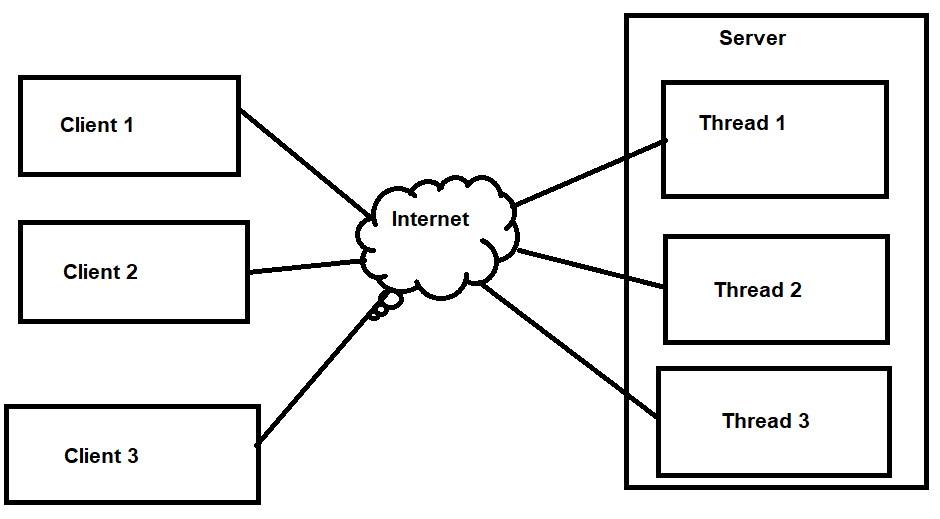 Server
Client 1
Thread 1
Internet
Client 2
Thread 2
Client 3
Thread 3